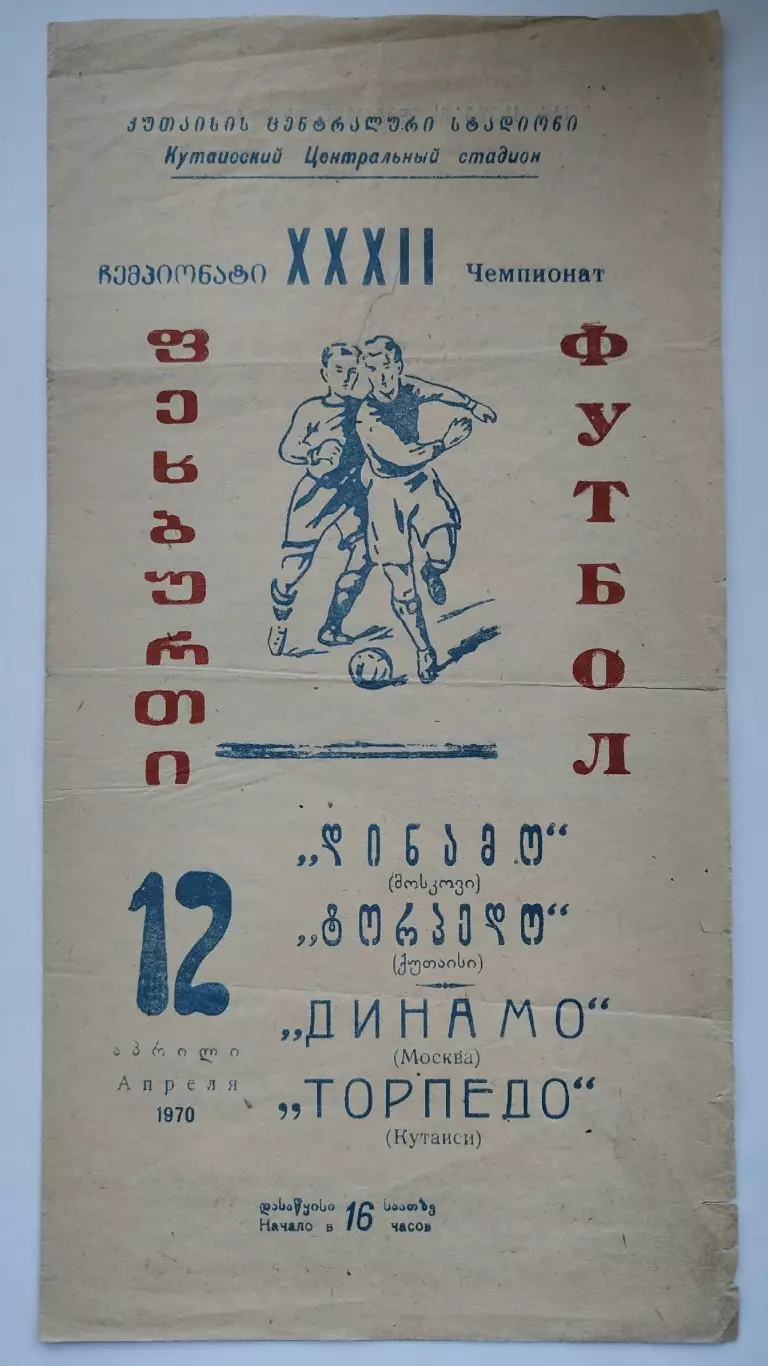 ქუთაისის ცენტრალური სტადიონი
Кутаисский Центральный стадион
ჩემპიონატი XXXII Чемпионат
ფეხბურთი
ФУТБОЛ
12
აპრილი
Апреля
1970
„დინამო“
(მოსკოვი)
„ტორპედო“
(ქუთაისი)
„ДИНАМО“
(Москва)
„ТОРПЕДО“
(Кутаиси)
დასაწყისი 16 საათზე
Начало в 16 часов